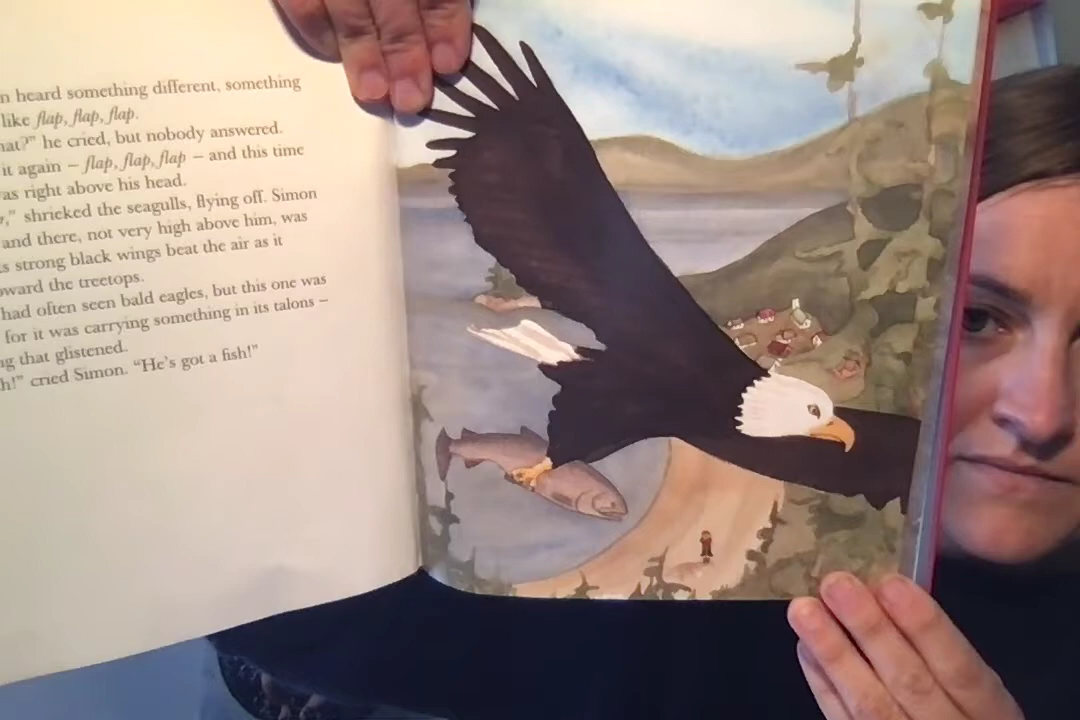 n heard something different, something
like flap, flap, flap.
hat?" he cried, but nobody answered.
it again – flap, flap, flap – and this time
as right above his head.
," shrieked the seagulls, flying off. Simon
and there, not very high above him, was
s strong black wings beat the air as it
ward the treetops.
had often seen bald eagles, but this one was
for it was carrying something in its talons –
ng that glistened.
h!" cried Simon. "He's got a fish!"